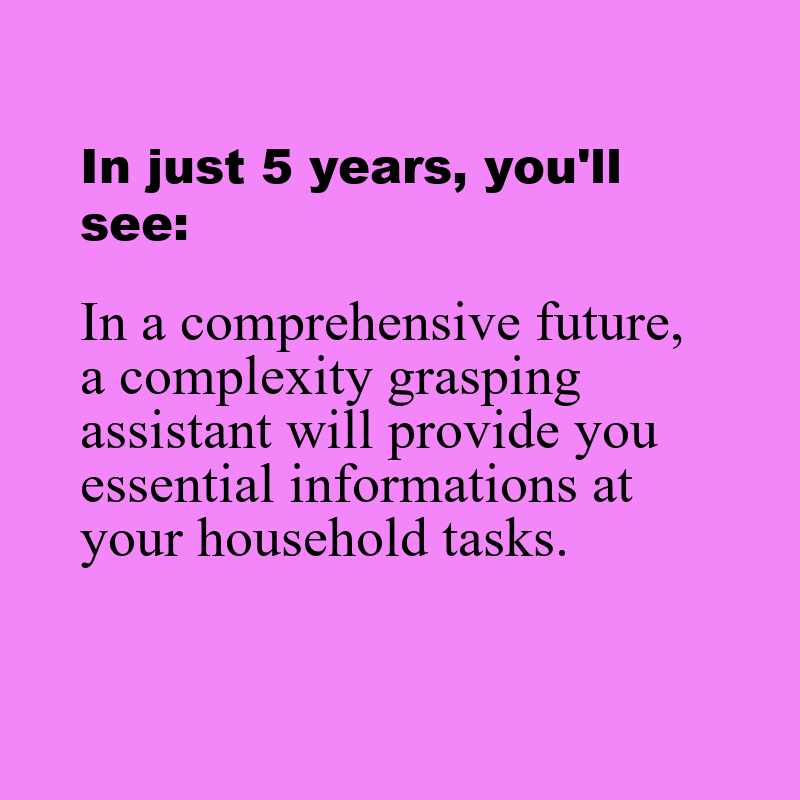 In just 5 years, you'll
see:
In a comprehensive future,
a complexity grasping
assistant will provide you
essential informations at
your household tasks.